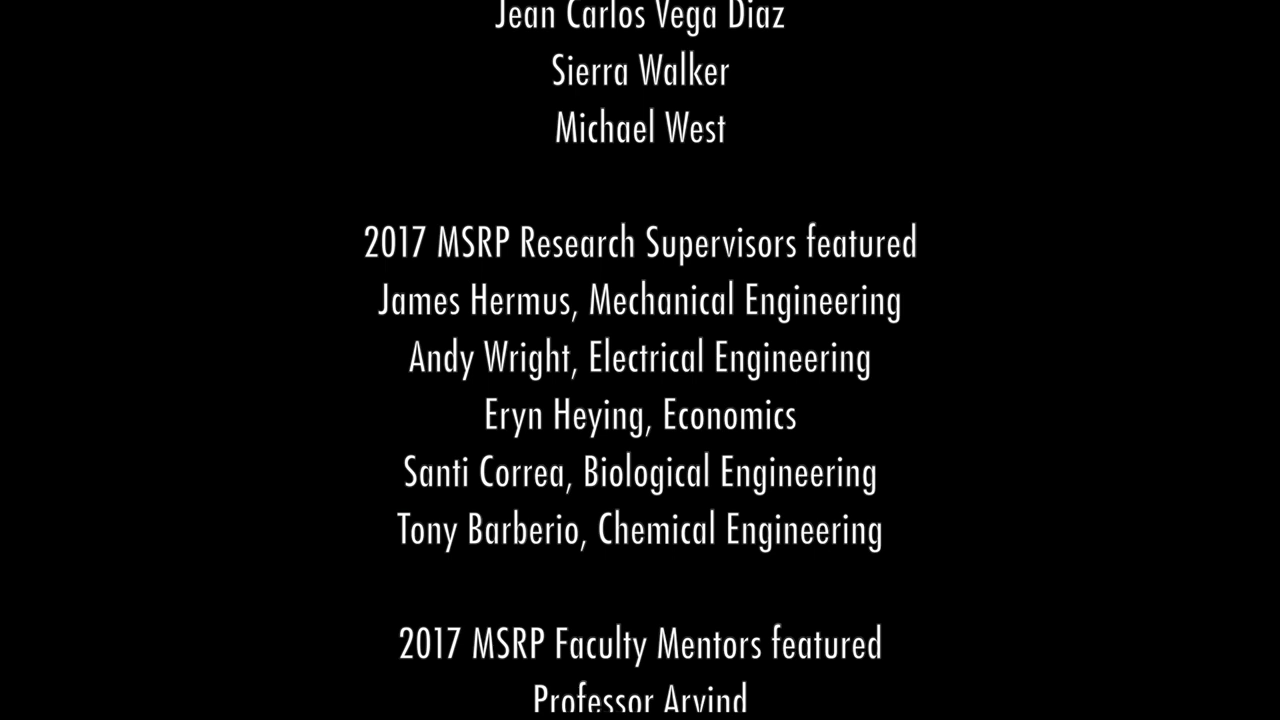 Jean Carlos Vega Diaz
Sierra Walker
Michael West
2017 MSRP Research Supervisors featured
James Hermus, Mechanical Engineering
Andy Wright, Electrical Engineering
Eryn Heying, Economics
Santi Correa, Biological Engineering
Tony Barberio, Chemical Engineering
2017 MSRP Faculty Mentors featured
Professor Arvind